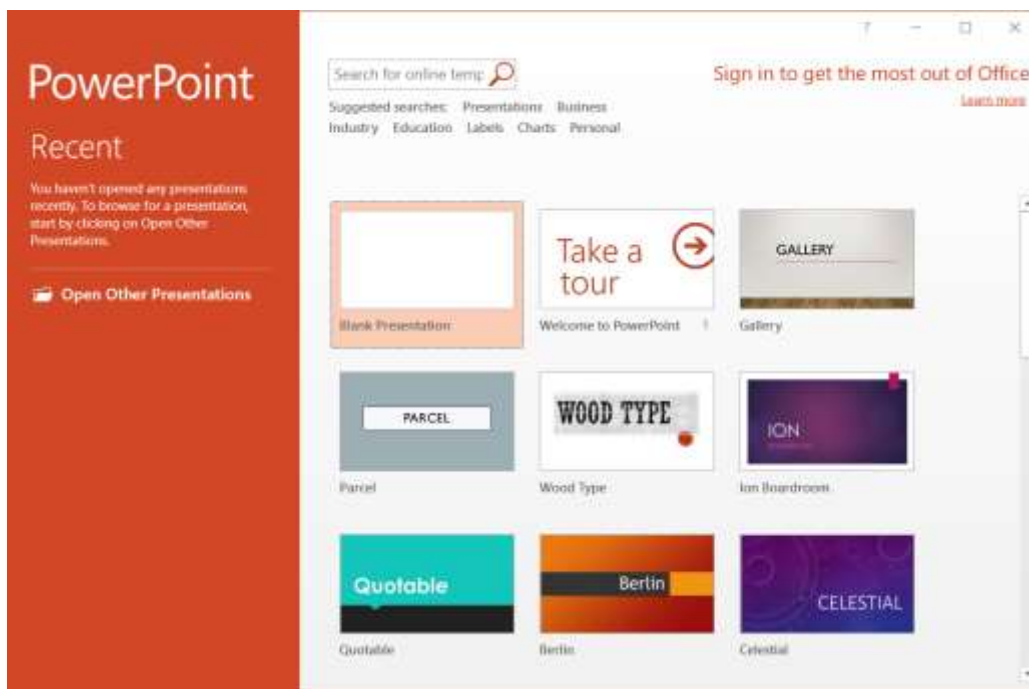 PowerPoint
Recent
You haven't opened any presentations
recently. To browse for a presentation,
start by clicking on Open Other
Presentations.
Open Other Presentations
?
Search for online temp
Suggested searches: Presentations Business
Industry Education Labels Charts Personal
Sign in to get the most out of Office
Learn more
Blank Presentation
Take a
tour
Welcome to PowerPoint
GALLERY
Gallery
PARCEL
Parcel
WOOD TYPE
Wood Type
ION
Ion Boardroom
Quotable
Quotable
Berlin
Berlin
CELESTIAL
Celestial